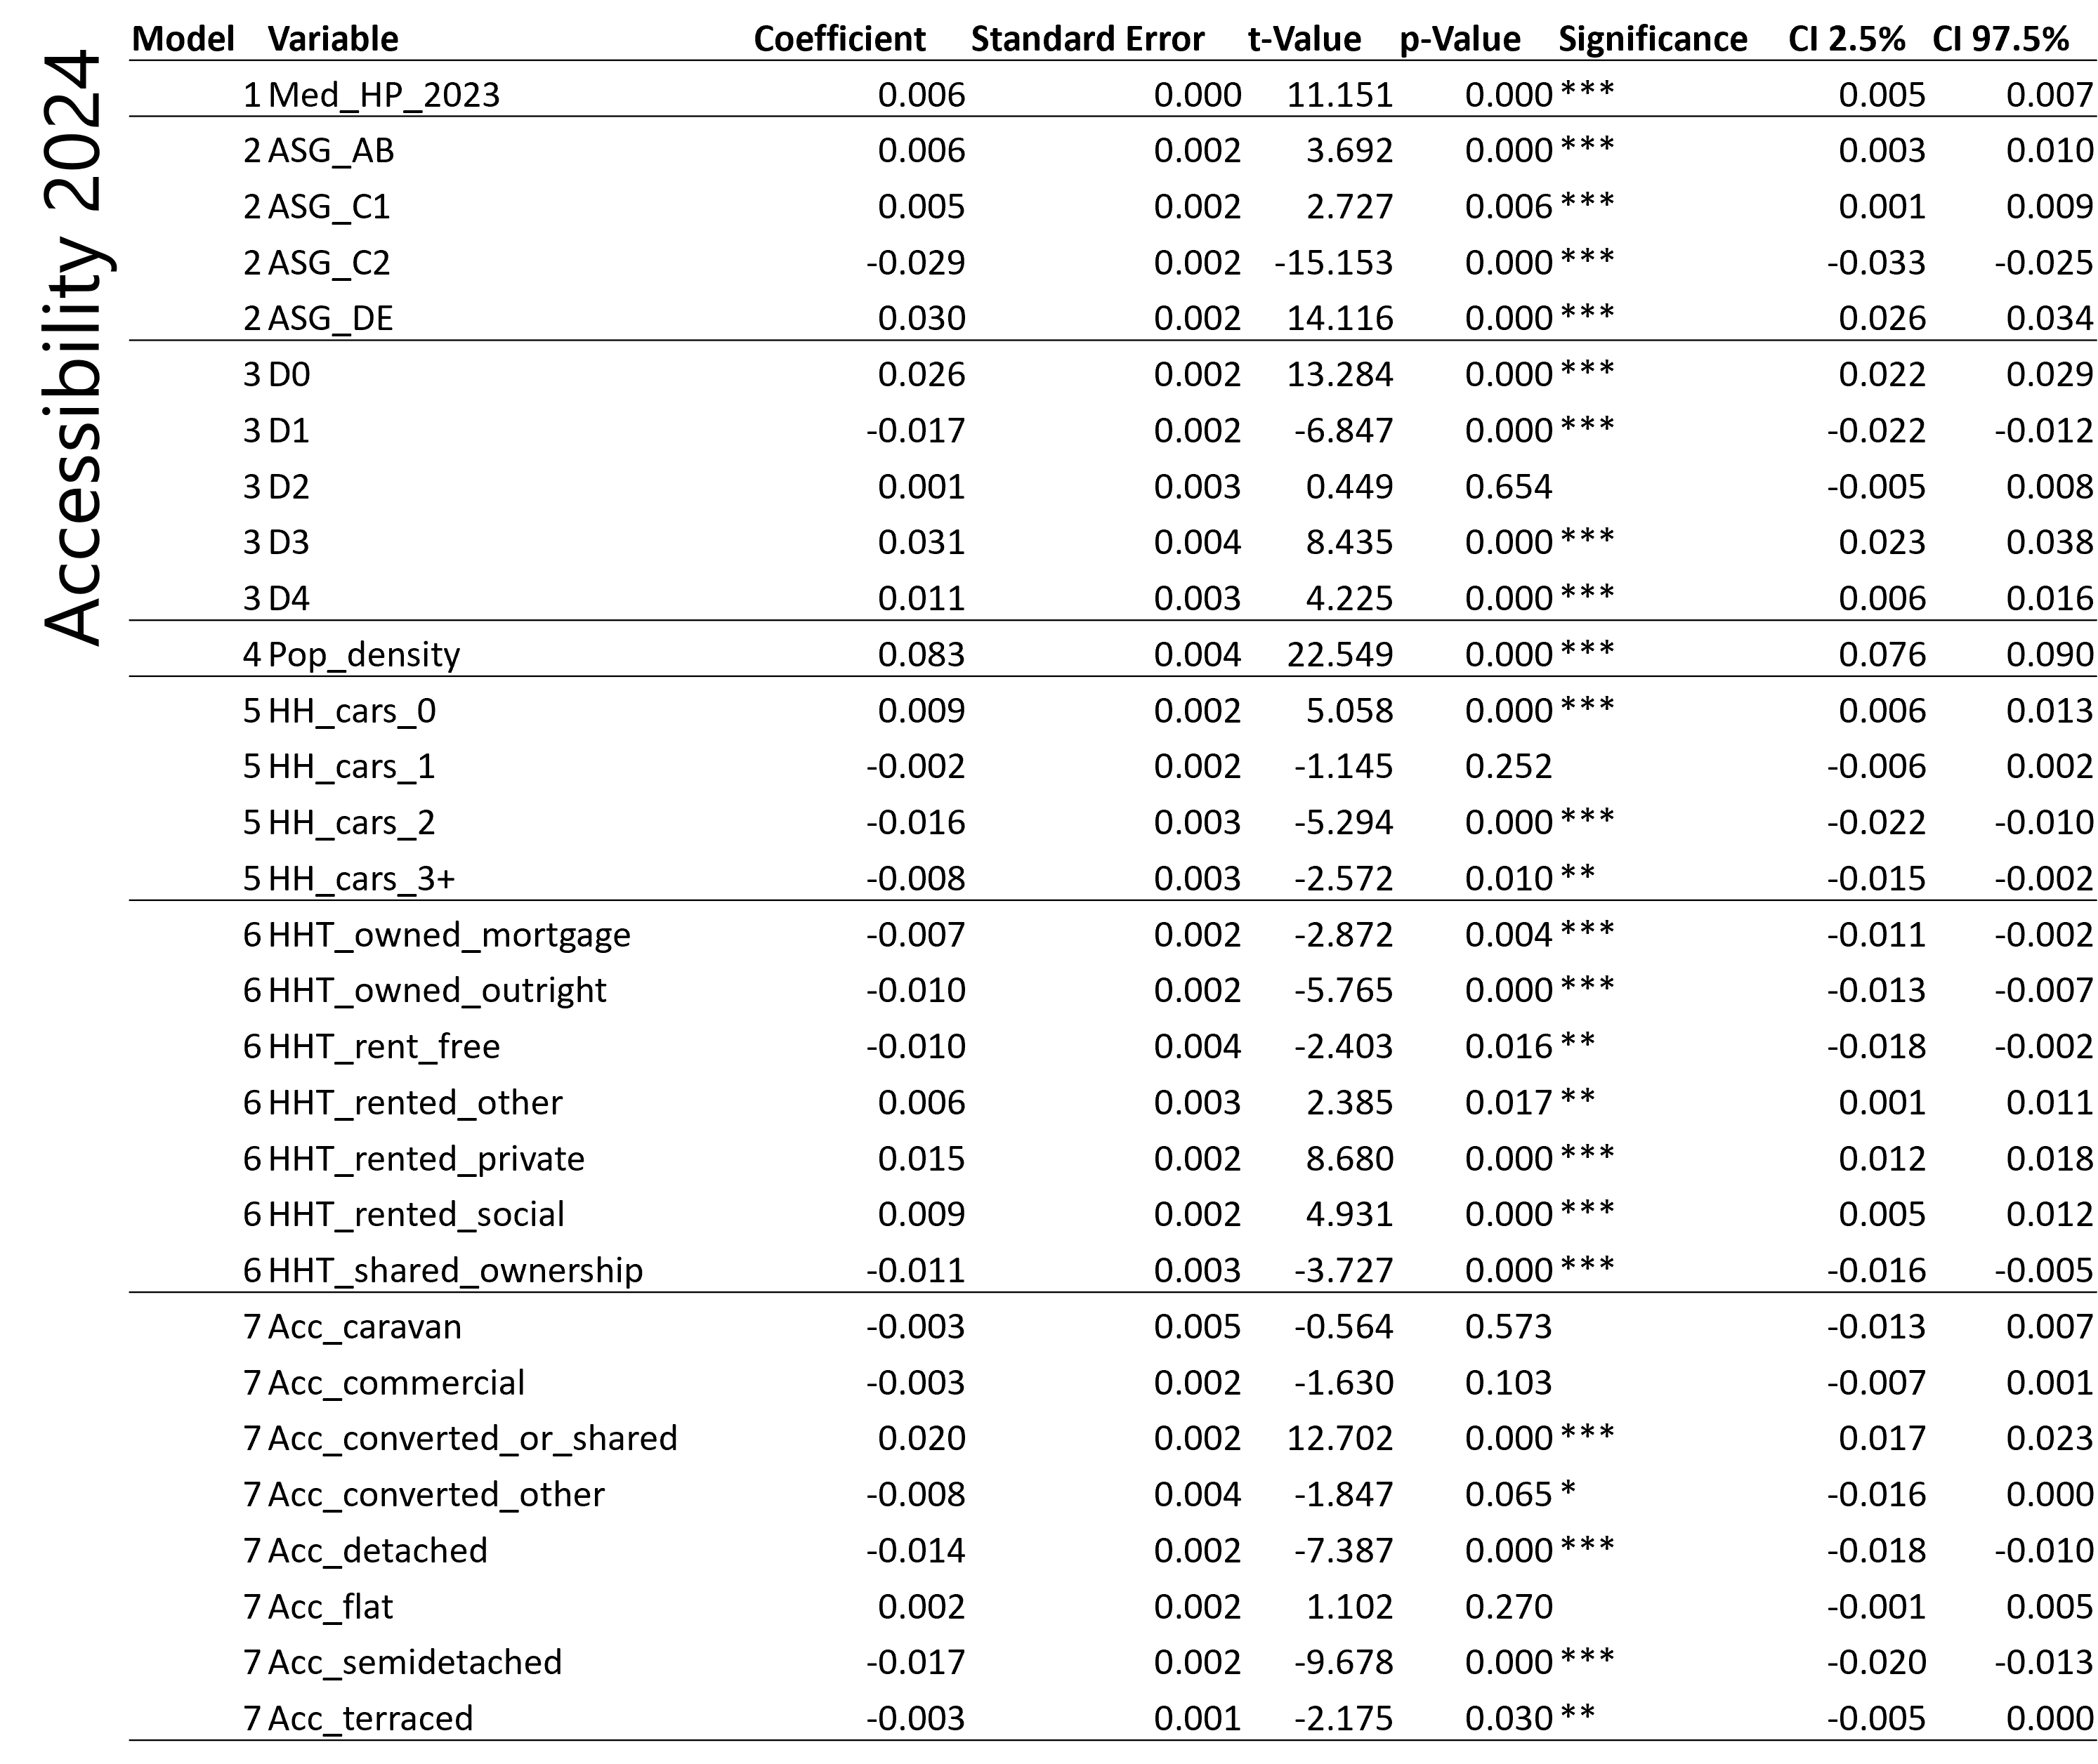 Accessibility 2024
Model Variable Coefficient Standard Error t-Value p-Value Significance CI 2.5% CI 97.5%
1 Med_HP_2023 0.006 0.000 11.151 0.000 *** 0.005 0.007
2 ASG_AB 0.006 0.002 3.692 0.000 *** 0.003 0.010
2 ASG_C1 0.005 0.002 2.727 0.006 *** 0.001 0.009
2 ASG_C2 -0.029 0.002 -15.153 0.000 *** -0.033 -0.025
2 ASG_DE 0.030 0.002 14.116 0.000 *** 0.026 0.034
3 D0 0.026 0.002 13.284 0.000 *** 0.022 0.029
3 D1 -0.017 0.002 -6.847 0.000 *** -0.022 -0.012
3 D2 0.001 0.003 0.449 0.654 -0.005 0.008
3 D3 0.031 0.004 8.435 0.000 *** 0.023 0.038
3 D4 0.011 0.003 4.225 0.000 *** 0.006 0.016
4 Pop_density 0.083 0.004 22.549 0.000 *** 0.076 0.090
5 HH_cars_0 0.009 0.002 5.058 0.000 *** 0.006 0.013
5 HH_cars_1 -0.002 0.002 -1.145 0.252 -0.006 0.002
5 HH_cars_2 -0.016 0.003 -5.294 0.000 *** -0.022 -0.010
5 HH_cars_3+ -0.008 0.003 -2.572 0.010 ** -0.015 -0.002
6 HHT_owned_mortgage -0.007 0.002 -2.872 0.004 *** -0.011 -0.002
6 HHT_owned_outright -0.010 0.002 -5.765 0.000 *** -0.013 -0.007
6 HHT_rent_free -0.010 0.004 -2.403 0.016 ** -0.018 -0.002
6 HHT_rented_other 0.006 0.003 2.385 0.017 ** 0.001 0.011
6 HHT_rented_private 0.015 0.002 8.680 0.000 *** 0.012 0.018
6 HHT_rented_social 0.009 0.002 4.931 0.000 *** 0.005 0.012
6 HHT_shared_ownership -0.011 0.003 -3.727 0.000 *** -0.016 -0.005
7 Acc_caravan -0.003 0.005 -0.564 0.573 -0.013 0.007
7 Acc_commercial -0.003 0.002 -1.630 0.103 -0.007 0.001
7 Acc_converted_or_shared 0.020 0.002 12.702 0.000 *** 0.017 0.023
7 Acc_converted_other -0.008 0.004 -1.847 0.065 * -0.016 0.000
7 Acc_detached -0.014 0.002 -7.387 0.000 *** -0.018 -0.010
7 Acc_flat 0.002 0.002 1.102 0.270 -0.001 0.005
7 Acc_semidetached -0.017 0.002 -9.678 0.000 *** -0.020 -0.013
7 Acc_terraced -0.003 0.001 -2.175 0.030 ** -0.005 0.000